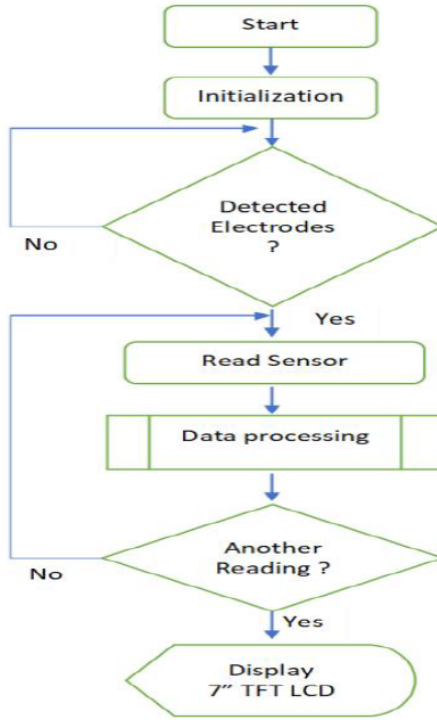 Start
Initialization
Detected
Electrodes
?
No
Yes
Read Sensor
Data processing
Another
Reading ?
No
Yes
Display
7″ TFT LCD